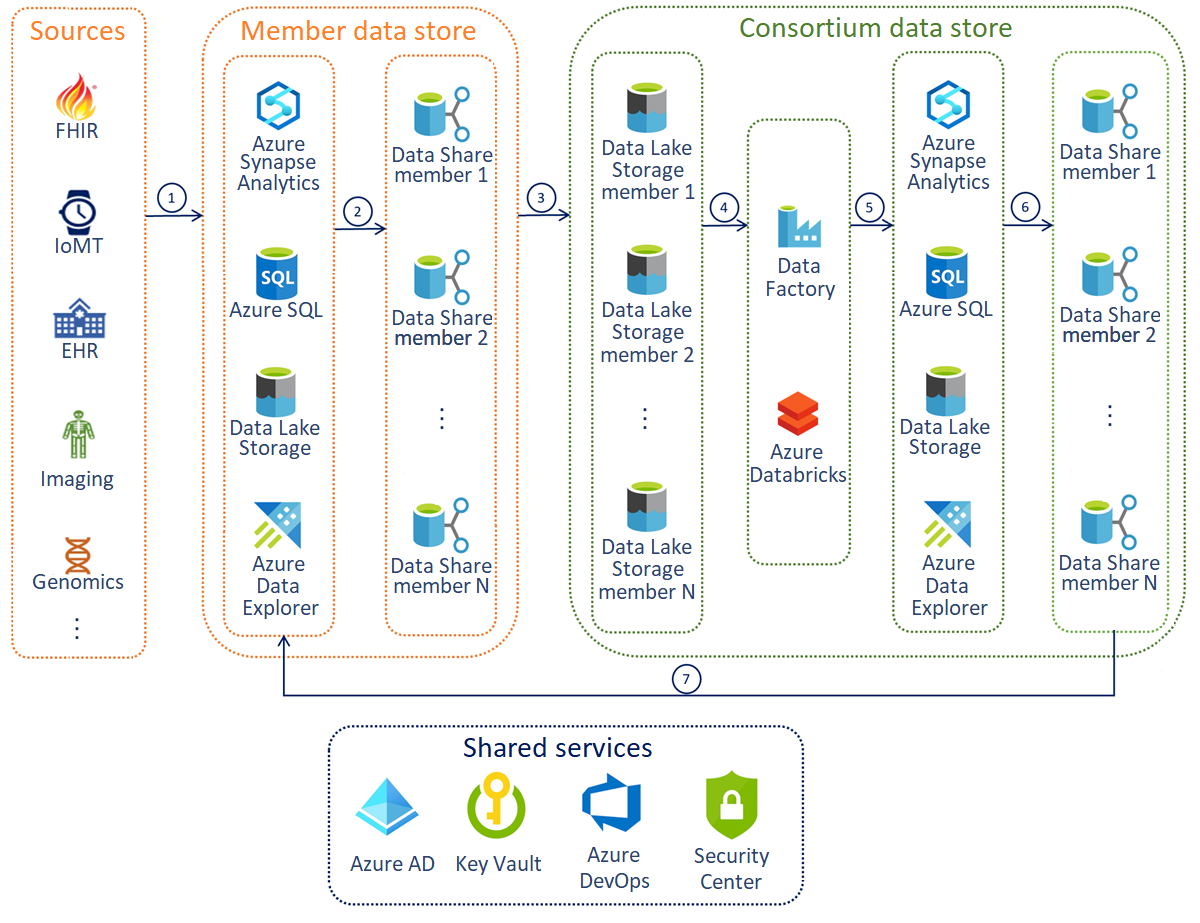 Sources
FHIR
IoMT
EHR
Imaging
Genomics
⋮
1
Member data store
Azure
Synapse
Analytics
SQL
Azure SQL
Data Lake
Storage
Azure
Data
Explorer
2
Data Share
member 1
Data Share
member 2
⋮
Data Share
member N
3
Consortium data store
Data Lake
Storage
member 1
Data Lake
Storage
member 2
⋮
Data Lake
Storage
member N
4
Data
Factory
Azure
Databricks
5
Azure
Synapse
Analytics
SQL
Azure SQL
Data Lake
Storage
Azure
Data
Explorer
6
Data Share
member 1
Data Share
member 2
⋮
Data Share
member N
7
Shared services
Azure AD
Key Vault
Azure
DevOps
Security
Center